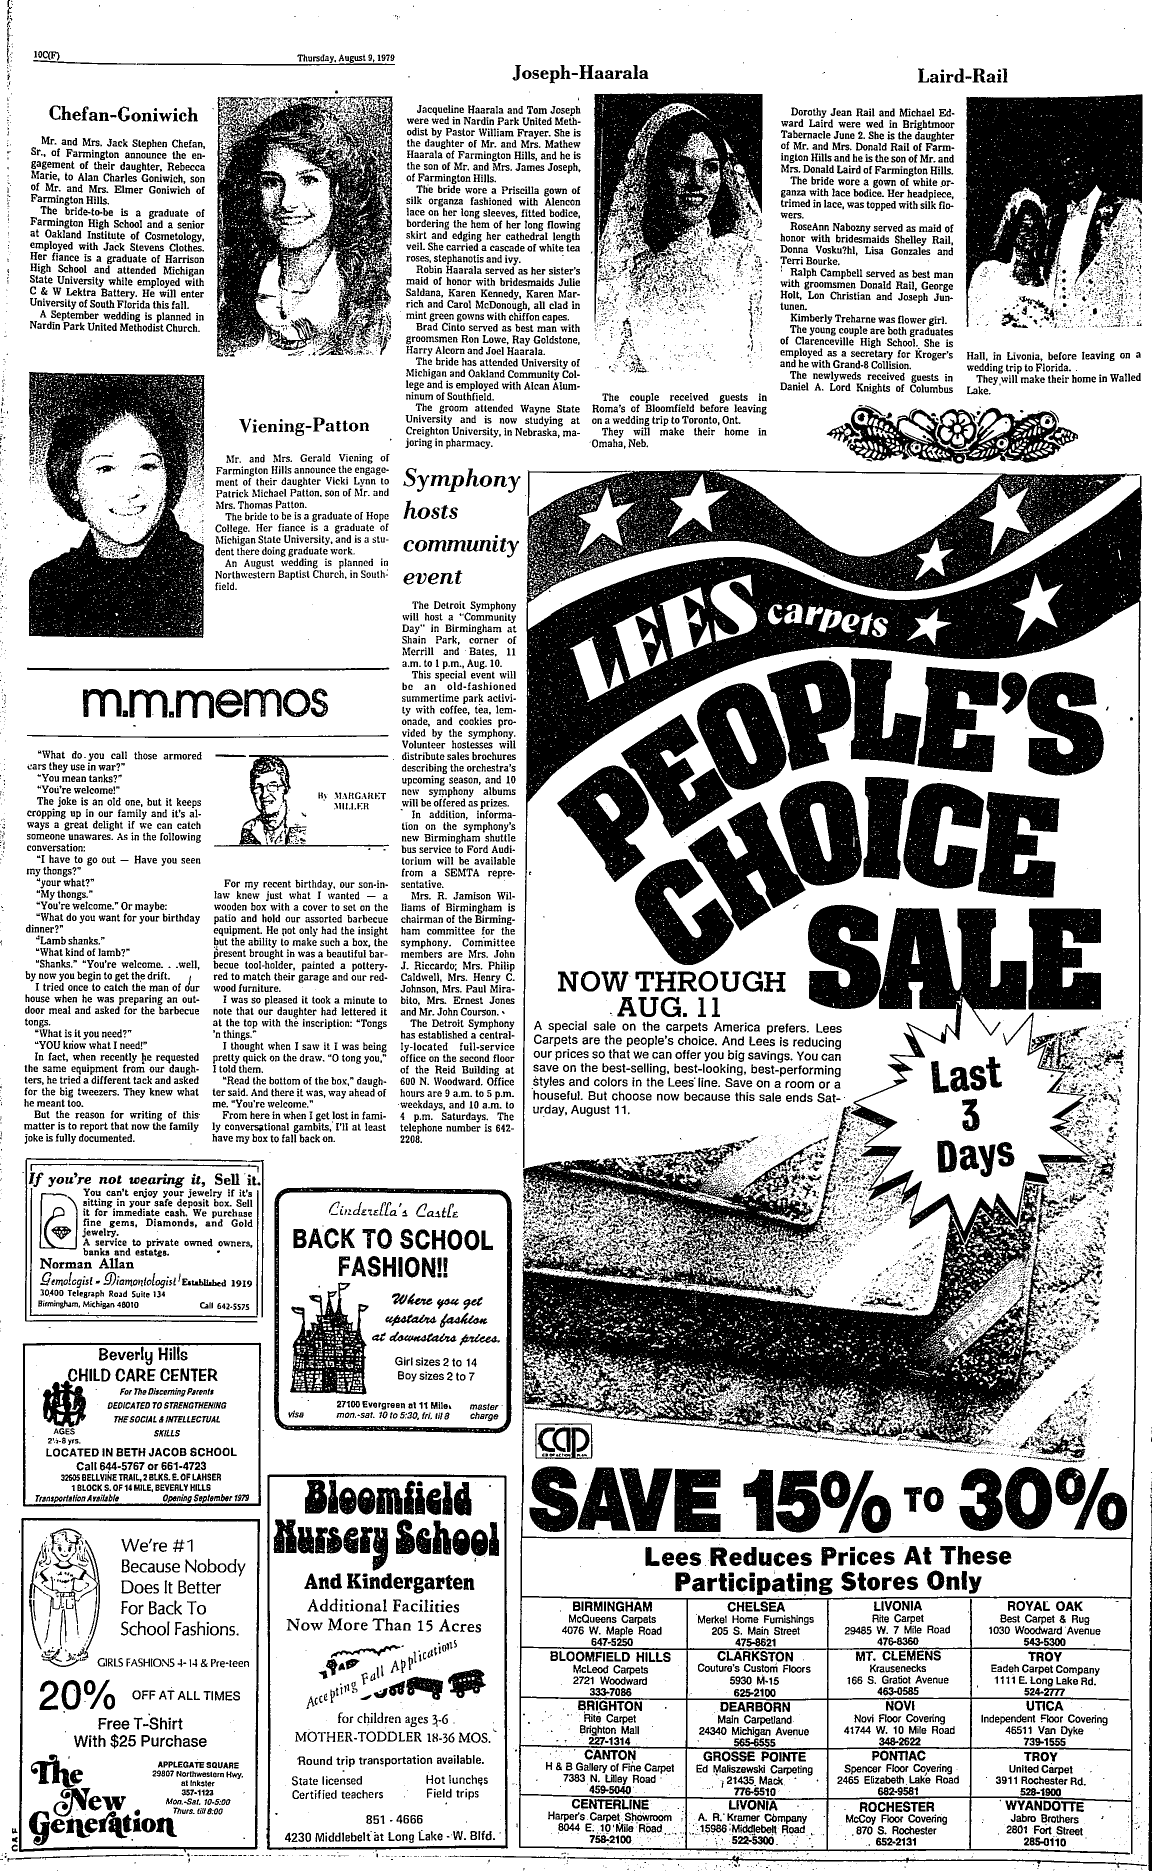 10C(F)
Thursday, August 9, 1979
Chefan-Goniwich
Mr. and Mrs. Jack Stephen Chefan,
Sr., of Farmington announce the en-
gagement of their daughter, Rebecca
Marie, to Alan Charles Goniwich, son
of Mr. and Mrs. Elmer Goniwich of
Farmington Hills.
The bride-to-be is a graduate of
Farmington High School and a senior
at Oakland Institute of Cosmetology,
employed with Jack Stevens Clothes.
Her fiance is a graduate of Harrison
High School and attended Michigan
State University while employed with
C & W Lektra Battery. He will enter
University of South Florida this fall.
A September wedding is planned in
Nardin Park United Methodist Church.
Viening-Patton
Mr. and Mrs. Gerald Viening of
Farmington Hills announce the engage-
ment of their daughter Vicki Lynn to
Patrick Michael Patton, son of Mr. and
Mrs. Thomas Patton.
The bride to be is a graduate of Hope
College. Her fiance is a graduate of
Michigan State University, and is a stu-
dent there doing graduate work.
An August wedding is planned in
Northwestern Baptist Church, in South-
field.
Joseph-Haarala
Jacqueline Haarala and Tom Joseph
were wed in Nardin Park United Meth-
odist by Pastor William Frayer. She is
the daughter of Mr. and Mrs. Mathew
Haarala of Farmington Hills, and he is
the son of Mr. and Mrs. James Joseph,
of Farmington Hills.
The bride wore a Priscilla gown of
silk organza fashioned with Alencon
lace on her long sleeves, fitted bodice,
bordering the hem of her long flowing
skirt and edging her cathedral length
veil. She carried a cascade of white tea
roses, stephanotis and ivy.
Robin Haarala served as her sister's
maid of honor with bridesmaids Julie
Saldana, Karen Kennedy, Karen Mar-
rich and Carol McDonough, all clad in
mint green gowns with chiffon capes.
Brad Cinto served as best man with
groomsmen Ron Lowe, Ray Goldstone,
Harry Alcorn and Joel Haarala.
The bride has attended University of
Michigan and Oakland Community Col-
lege and is employed with Alcan Alum-
ninum of Southfield.
The groom attended Wayne State
University and is now studying at
Creighton University, in Nebraska, ma-
joring in pharmacy.
The couple received guests in
Roma's of Bloomfield before leaving
on a wedding trip to Toronto, Ont.
They will make their home in
Omaha, Neb.
Laird-Rail
Dorothy Jean Rail and Michael Ed-
ward Laird were wed in Brightmoor
Tabernacle June 2. She is the daughter
of Mr. and Mrs. Donald Rail of Farm-
ington Hills and he is the son of Mr. and
Mrs. Donald Laird of Farmington Hills.
The bride wore a gown of white or-
ganza with lace bodice. Her headpiece,
trimed in lace, was topped with silk flo-
wers.
RoseAnn Nabozny served as maid of
honor with bridesmaids Shelley Rail,
Donna Vosku?hl, Lisa Gonzales and
Terri Bourke.
Ralph Campbell served as best man
with groomsmen Donald Rail, George
Holt, Lon Christian and Joseph Jun-
tunen.
Kimberly Treharne was flower girl.
The young couple are both graduates
of Clarenceville High School. She is
employed as a secretary for Kroger's
and he with Grand-8 Collision.
The newlyweds received guests in
Daniel A. Lord Knights of Columbus
Hall, in Livonia, before leaving on a
wedding trip to Florida.
They will make their home in Walled
Lake.
Symphony
hosts
community
event
The Detroit Symphony
will host a "Community
Day" in Birmingham at
Shain Park, corner of
Merrill and Bates, 11
a.m. to 1 p.m., Aug. 10.
This special event will
be an old-fashioned
summertime park activi-
ty with coffee, tea, lem-
onade, and cookies pro-
vided by the symphony.
Volunteer hostesses will
distribute sales brochures
describing the orchestra's
upcoming season, and 10
new symphony albums
will be offered as prizes.
In addition, informa-
tion on the symphony's
new Birmingham shuttle
bus service to Ford Audi-
torium will be available
from a SEMTA repre-
sentative.
Mrs. R. Jamison Wil-
liams of Birmingham is
chairman of the Birming-
ham committee for the
symphony. Committee
members are Mrs. John
J. Riccardo; Mrs. Philip
Caldwell, Mrs. Henry C.
Johnson, Mrs. Paul Mira-
bito, Mrs. Ernest Jones
and Mr. John Courson.
The Detroit Symphony
has established a central-
ly-located full-service
office on the second floor
of the Reid Building at
600 N. Woodward. Office
hours are 9 a.m. to 5 p.m.
weekdays, and 10 a.m. to
4 p.m. Saturdays. The
telephone number is 642-
2208.
m.m.memos
By MARGARET
MILLER
"What do you call those armored
cars they use in war?"
"You mean tanks?"
"You're welcome!"
The joke is an old one, but it keeps
cropping up in our family and it's al-
ways a great delight if we can catch
someone unawares. As in the following
conversation:
"I have to go out — Have you seen
my thongs?"
"your what?"
"My thongs."
"You're welcome." Or maybe:
"What do you want for your birthday
dinner?"
"Lamb shanks."
"What kind of lamb?"
"Shanks." "You're welcome. . .well,
by now you begin to get the drift.
I tried once to catch the man of our
house when he was preparing an out-
door meal and asked for the barbecue
tongs.
"What is it you need?"
"YOU know what I need!"
In fact, when recently he requested
the same equipment from our daugh-
ters, he tried a different tack and asked
for the big tweezers. They knew what
he meant too.
But the reason for writing of this
matter is to report that now the family
joke is fully documented.
For my recent birthday, our son-in-
law knew just what I wanted — a
wooden box with a cover to set on the
patio and hold our assorted barbecue
equipment. He not only had the insight
but the ability to make such a box, the
present brought in was a beautiful bar-
becue tool-holder, painted a pottery-
red to match their garage and our red-
wood furniture.
I was so pleased it took a minute to
note that our daughter had lettered it
at the top with the inscription: "Tongs
'n things."
I thought when I saw it I was being
pretty quick on the draw. "O tong you,"
I told them.
"Read the bottom of the box," daugh-
ter said. And there it was, way ahead of
me. "You're welcome."
From here in when I get lost in fami-
ly conversational gambits, I'll at least
have my box to fall back on.
LEES carpets
PEOPLE'S
CHOICE
SALE
NOW THROUGH
AUG. 11
A special sale on the carpets America prefers. Lees
Carpets are the people's choice. And Lees is reducing
our prices so that we can offer you big savings. You can
save on the best-selling, best-looking, best-performing
styles and colors in the Lees line. Save on a room or a
houseful. But choose now because this sale ends Sat-
urday, August 11.
Last
3
Days
LEES
cap
SAVE 15% TO 30%
Lees Reduces Prices At These
Participating Stores Only
BIRMINGHAM
McQueens Carpats
4076 W. Maple Road
647-5250
CHELSEA
Merkel Home Furnishings
205 S. Main Street
475-8621
LIVONIA
Rite Carpet
29485 W. 7 Mile Road
476-8360
ROYAL OAK
Best Carpet & Rug
1030 Woodward Avenue
543-5300
BLOOMFIELD HILLS
McLeod Carpets
2721 Woodward
333-7086
CLARKSTON
Couture's Custom Floors
5930 M-15
625-2100
MT. CLEMENS
Krausenecks
166 S. Gratiot Avenue
463-0585
TROY
Eadeh Carpet Company
1111 E. Long Lake Rd.
524-2777
BRIGHTON
Rite Carpet
Brighton Mall
227-1314
DEARBORN
Main Carpetland
24340 Michigan Avenue
565-6555
NOVI
Novi Floor Covering
41744 W. 10 Mile Road
348-2622
UTICA
Independent Floor Covering
46511 Van Dyke
739-1555
CANTON
H & B Gallery of Fine Carpet
7383 N. Lilley Road
459-5040
GROSSE POINTE
Ed Maliszewski Carpeting
21435 Mack
776-5510
PONTIAC
Spencer Floor Covering
2465 Elizabeth Lake Road
682-9581
TROY
United Carpet
3911 Rochester Rd.
528-1900
CENTERLINE
Harper's Carpet Showroom
8044 E. 10 Mile Road
758-2100
LIVONIA
A. R. Kramer Company
15986 Middlebelt Road
522-5300
ROCHESTER
McCoy Floor Covering
870 S. Rochester
652-2131
WYANDOTTE
Jabro Brothers
2801 Fort Street
285-0110
If you're not wearing it, Sell it.
You can't enjoy your jewelry if it's
sitting in your safe deposit box. Sell
it for immediate cash. We purchase
fine gems, Diamonds, and Gold
jewelry.
A service to private owned owners,
banks and estates.
Norman Allan
Gemologist - Diamontologist Established 1919
30400 Telegraph Road Suite 134
Birmingham, Michigan 48010 Call 642-5575
Cinderella's Castle
BACK TO SCHOOL
FASHION!!
Where you get
upstairs fashion
at downstairs prices.
Girl sizes 2 to 14
Boy sizes 2 to 7
visa
27100 Evergreen at 11 Mile
mon.-sat. 10 to 5:30, fri. till 8
master
charge
Beverly Hills
CHILD CARE CENTER
For The Discerning Parents
DEDICATED TO STRENGTHENING
THE SOCIAL & INTELLECTUAL
SKILLS
AGES
2½-8 yrs.
LOCATED IN BETH JACOB SCHOOL
Call 644-5767 or 661-4723
32605 BELLVINE TRAIL, 2 BLKS. E. OF LAHSER
1 BLOCK S. OF 14 MILE, BEVERLY HILLS
Transportation Available Opening September 1979
We're #1
Because Nobody
Does It Better
For Back To
School Fashions.
GIRLS FASHIONS 4-14 & Pre-teen
20% OFF AT ALL TIMES
Free T-Shirt
With $25 Purchase
The
New
Generation
APPLEGATE SQUARE
29807 Northwestern Hwy.
at Inkster
357-1123
Mon.-Sat. 10-5:00
Thurs. till 8:00
Bloomfield
Nursery School
And Kindergarten
Additional Facilities
Now More Than 15 Acres
Accepting Fall Applications
for children ages 3-6
MOTHER-TODDLER 18-36 MOS.
Round trip transportation available.
State licensed Hot lunches
Certified teachers Field trips
851 - 4666
4230 Middlebelt at Long Lake - W. Blfd.